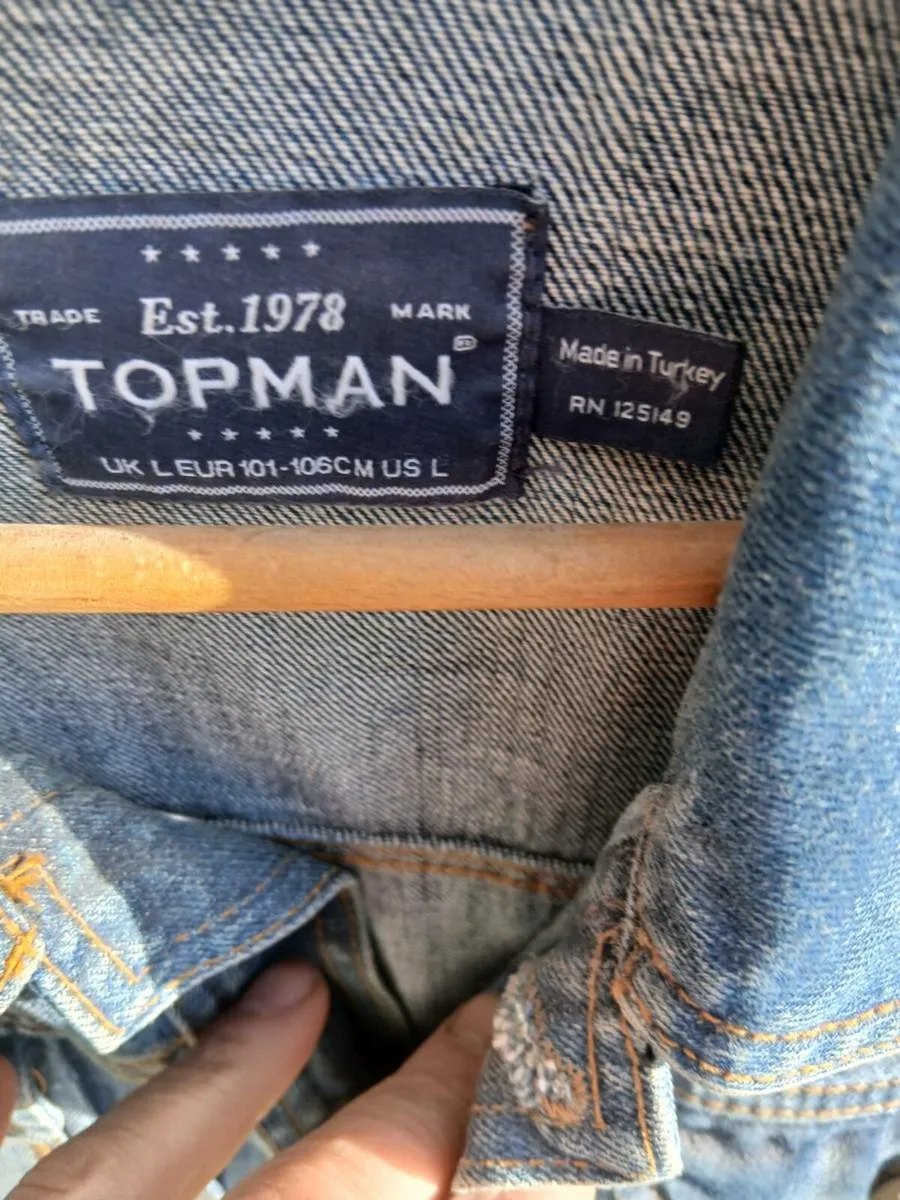 TRADE Est.1978 MARK
TOPMAN®
UK L EUR 101-106CM US L
Made in Turkey
RN 125149